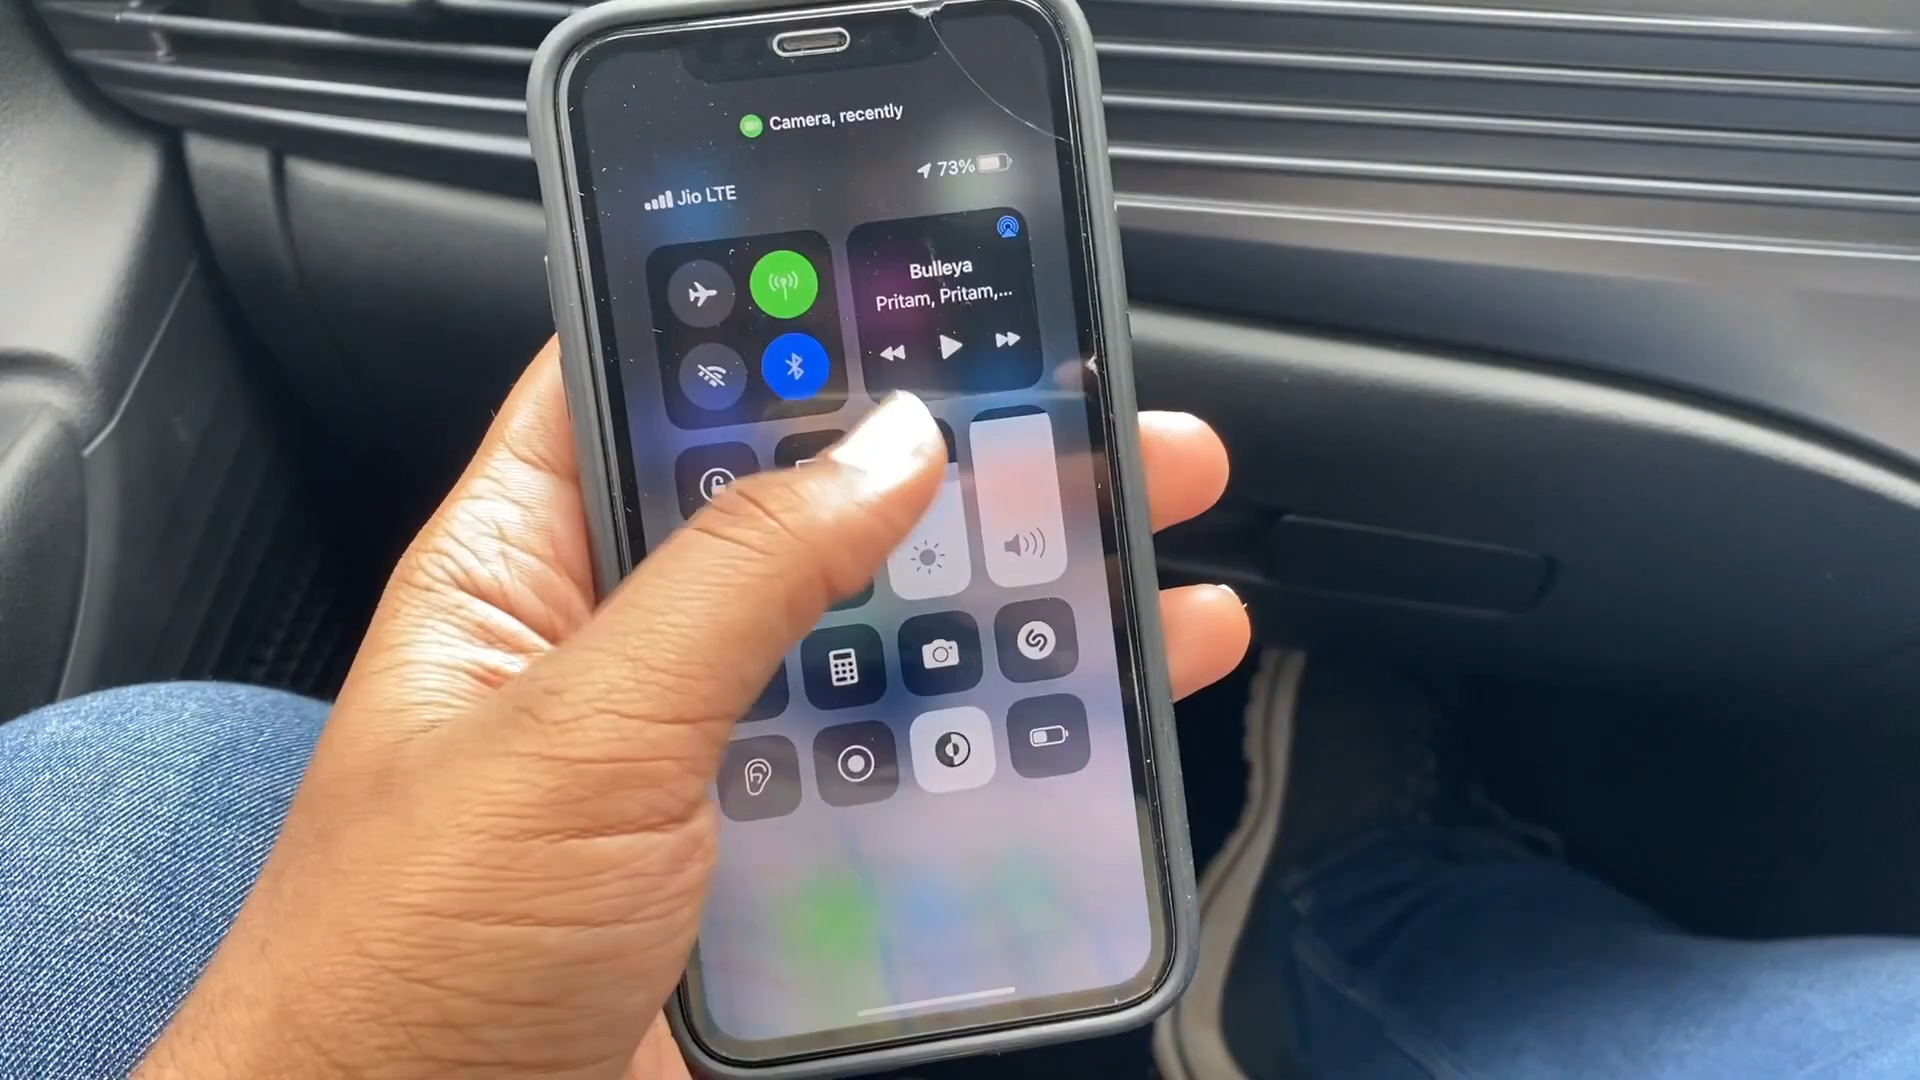 Camera, recently
73%
Jio LTE
Bulleya
Pritam, Pritam,...